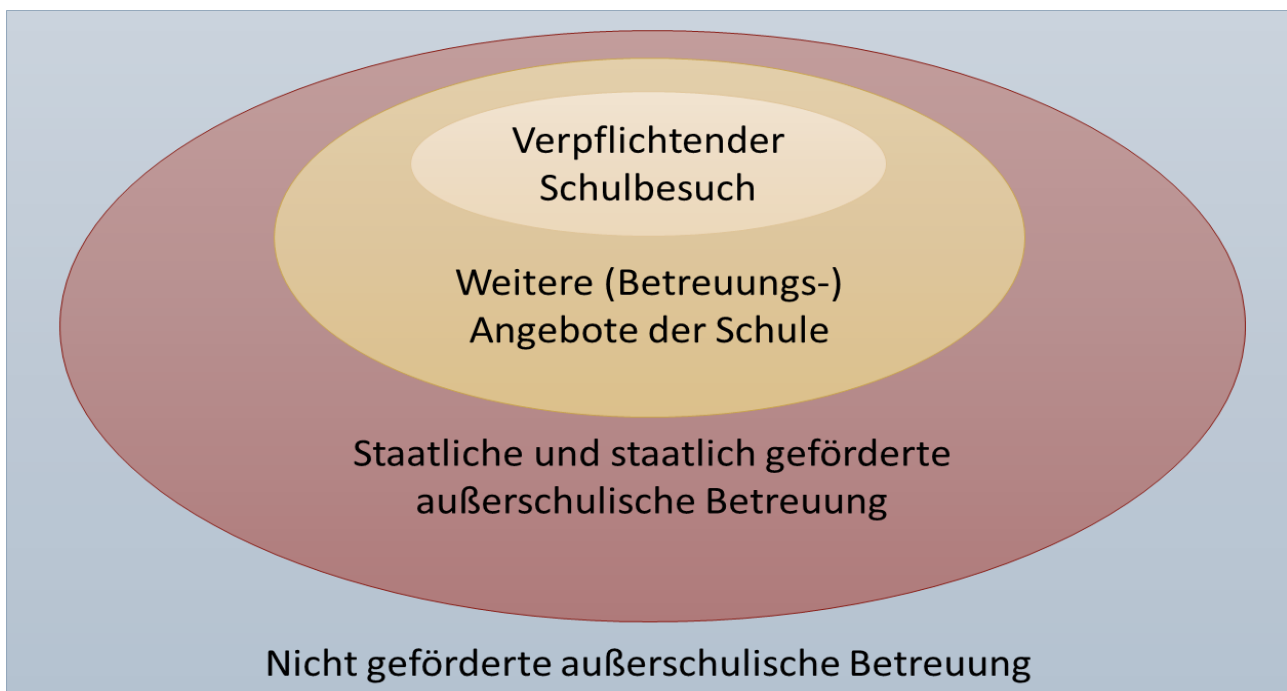 Verpflichtender
Schulbesuch
Weitere (Betreuungs-)
Angebote der Schule
Staatliche und staatlich geförderte
außerschulische Betreuung
Nicht geförderte außerschulische Betreuung